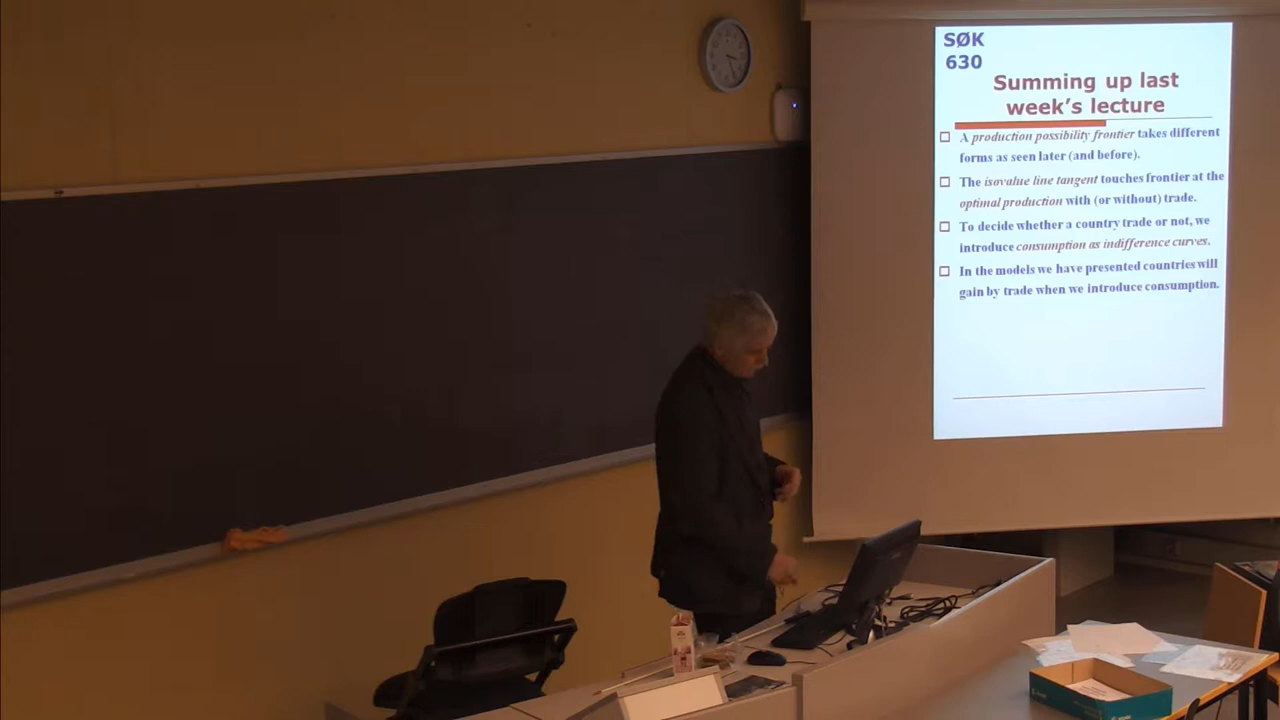 SØK
630
Summing up last
week's lecture
A production possibility frontier takes different
forms as seen later (and before).
The isovalue line tangent touches frontier at the
optimal production with (or without) trade.
To decide whether a country trade or not, we
introduce consumption as indifference curves.
In the models we have presented countries will
gain by trade when we introduce consumption.